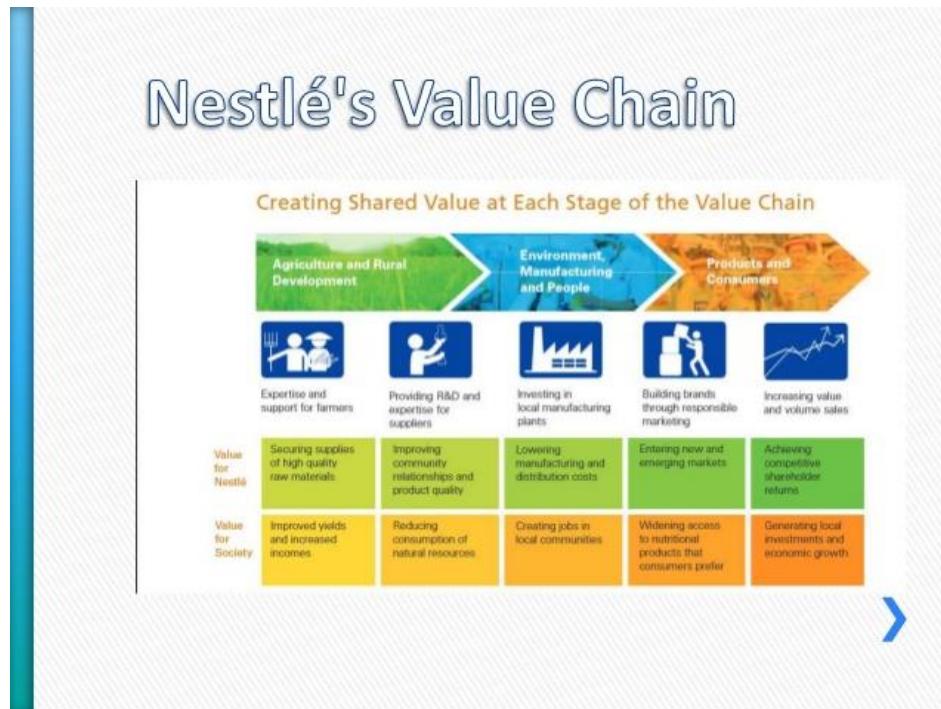 Nestlé's Value Chain
Creating Shared Value at Each Stage of the Value Chain
Agriculture and Rural
Development
Environment,
Manufacturing
and People
Products and
Consumers
Expertise and
support for farmers
Providing R&D and
expertise for
suppliers
Investing in
local manufacturing
plants
Building brands
through responsible
marketing
Increasing value
and volume sales
Value
for
Nestlé
Securing supplies
of high quality
raw materials
Improving
community
relationships and
product quality
Lowering
manufacturing and
distribution costs
Entering new and
emerging markets
Achieving
competitive
shareholder
returns
Value
for
Society
Improved yields
and increased
incomes
Reducing
consumption of
natural resources
Creating jobs in
local communities
Widening access
to nutritional
products that
consumers prefer
Generating local
investments and
economic growth